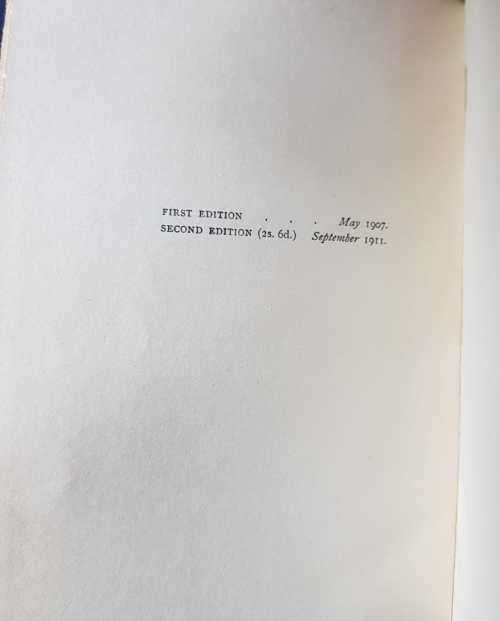 FIRST EDITION . . . May 1907.
SECOND EDITION (2s. 6d.) September 1911.